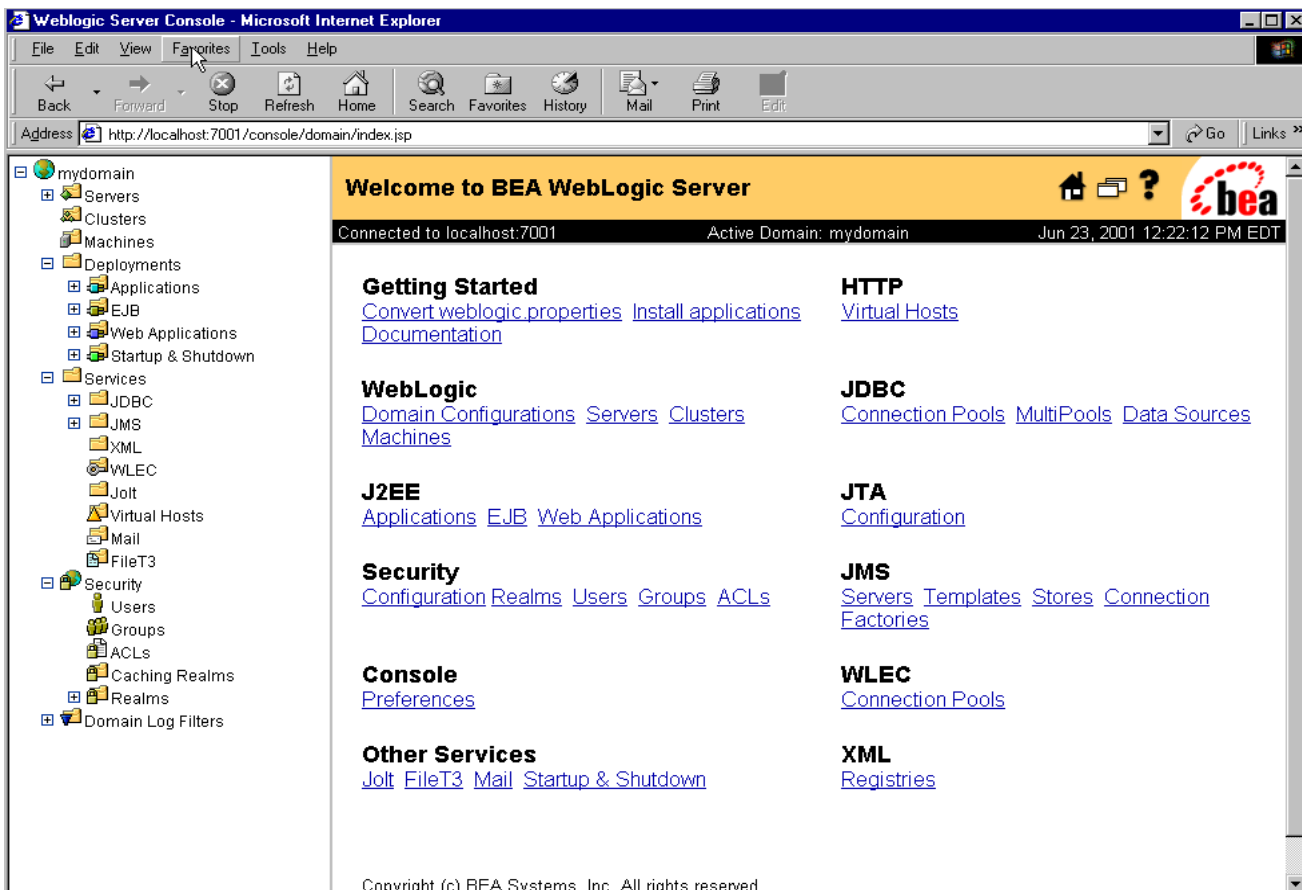 Weblogic Server Console - Microsoft Internet Explorer
File Edit View Favorites Tools Help
Back Forward Stop Refresh Home Search Favorites History Mail Print Edit
Address http://localhost:7001/console/domain/index.jsp Go Links »
mydomain
Servers
Clusters
Machines
Deployments
Applications
EJB
Web Applications
Startup & Shutdown
Services
JDBC
JMS
XML
WLEC
Jolt
Virtual Hosts
Mail
FileT3
Security
Users
Groups
ACLs
Caching Realms
Realms
Domain Log Filters
Welcome to BEA WebLogic Server
? bea
Connected to localhost:7001 Active Domain: mydomain Jun 23, 2001 12:22:12 PM EDT
Getting Started
Convert weblogic.properties Install applications
Documentation
HTTP
Virtual Hosts
WebLogic
Domain Configurations Servers Clusters
Machines
JDBC
Connection Pools MultiPools Data Sources
J2EE
Applications EJB Web Applications
JTA
Configuration
Security
Configuration Realms Users Groups ACLs
JMS
Servers Templates Stores Connection
Factories
Console
Preferences
WLEC
Connection Pools
Other Services
Jolt FileT3 Mail Startup & Shutdown
XML
Registries
Copyright (c) BEA Systems, Inc. All rights reserved